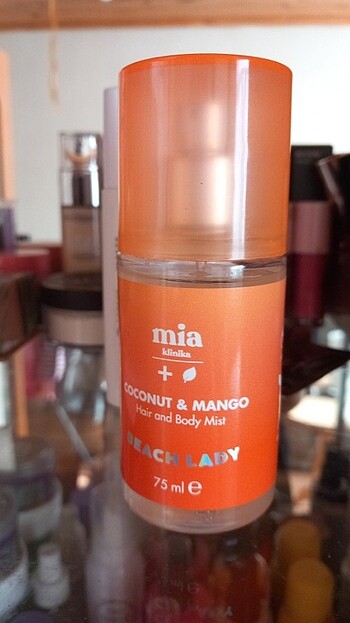 mia
klinika
COCONUT & MANGO
Hair and Body Mist
BEACH LADY
75 ml ℮